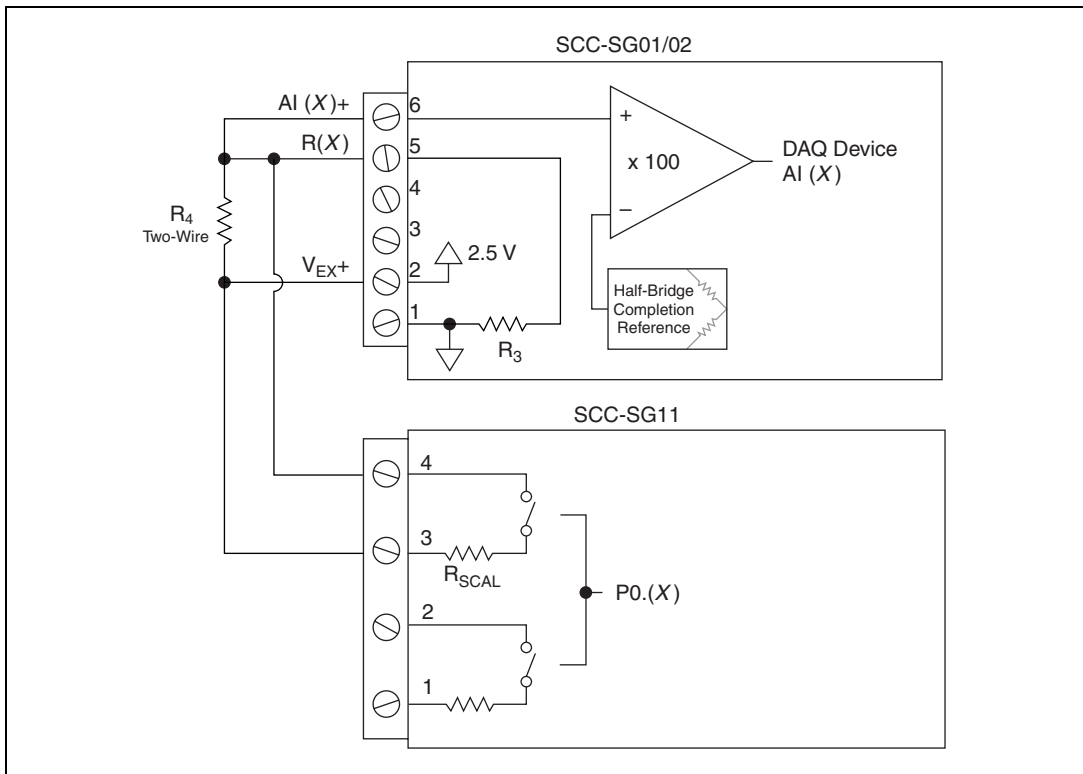 SCC-SG01/02
AI (X)+
6
+
R(X)
5
x 100
DAQ Device
AI (X)
4
–
R4
Two-Wire
3
2.5 V
VEX+
2
Half-Bridge
Completion
Reference
1
R3
SCC-SG11
4
3
RSCAL
P0.(X)
2
1